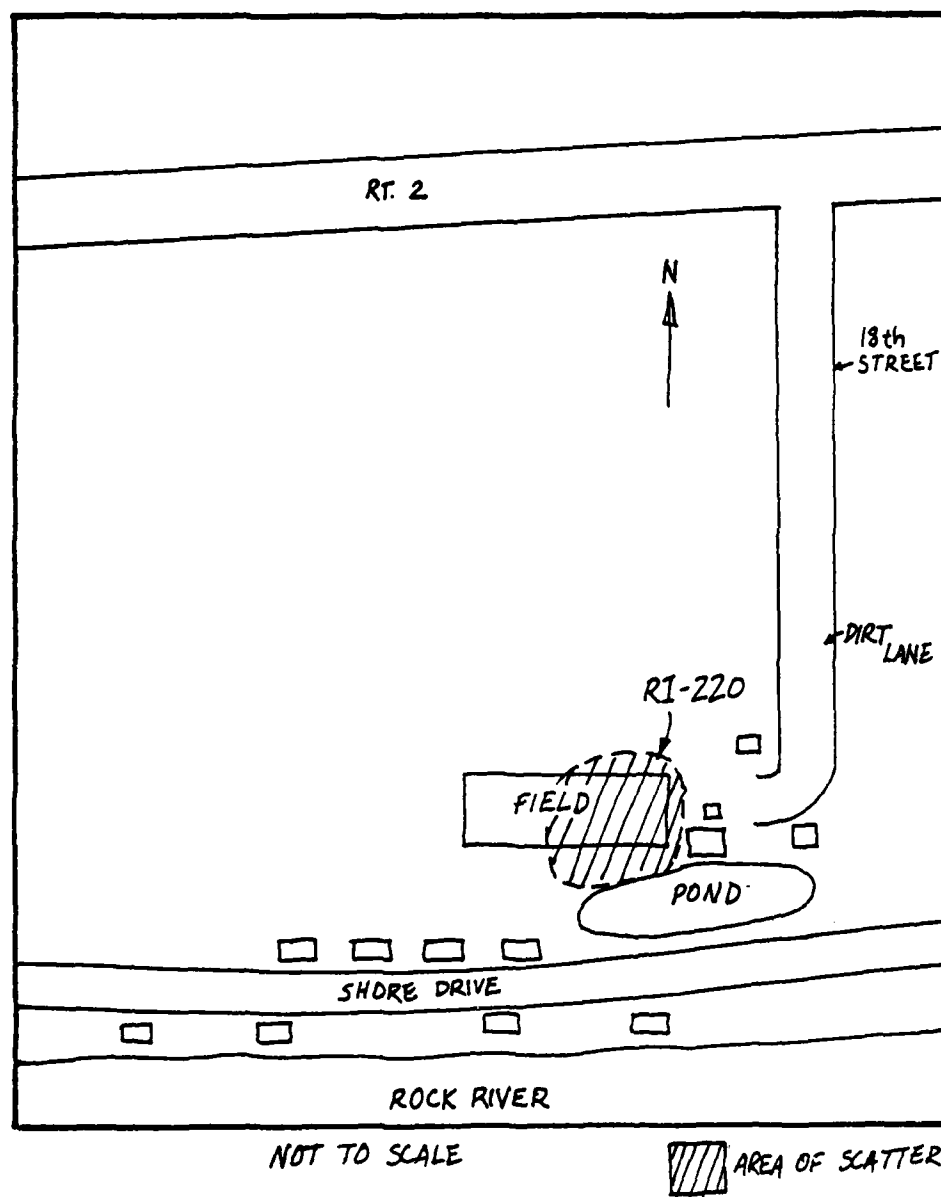 RT. 2
N
18th
STREET
DIRT
LANE
RI-220
FIELD
POND
SHORE DRIVE
ROCK RIVER
NOT TO SCALE
AREA OF SCATTER